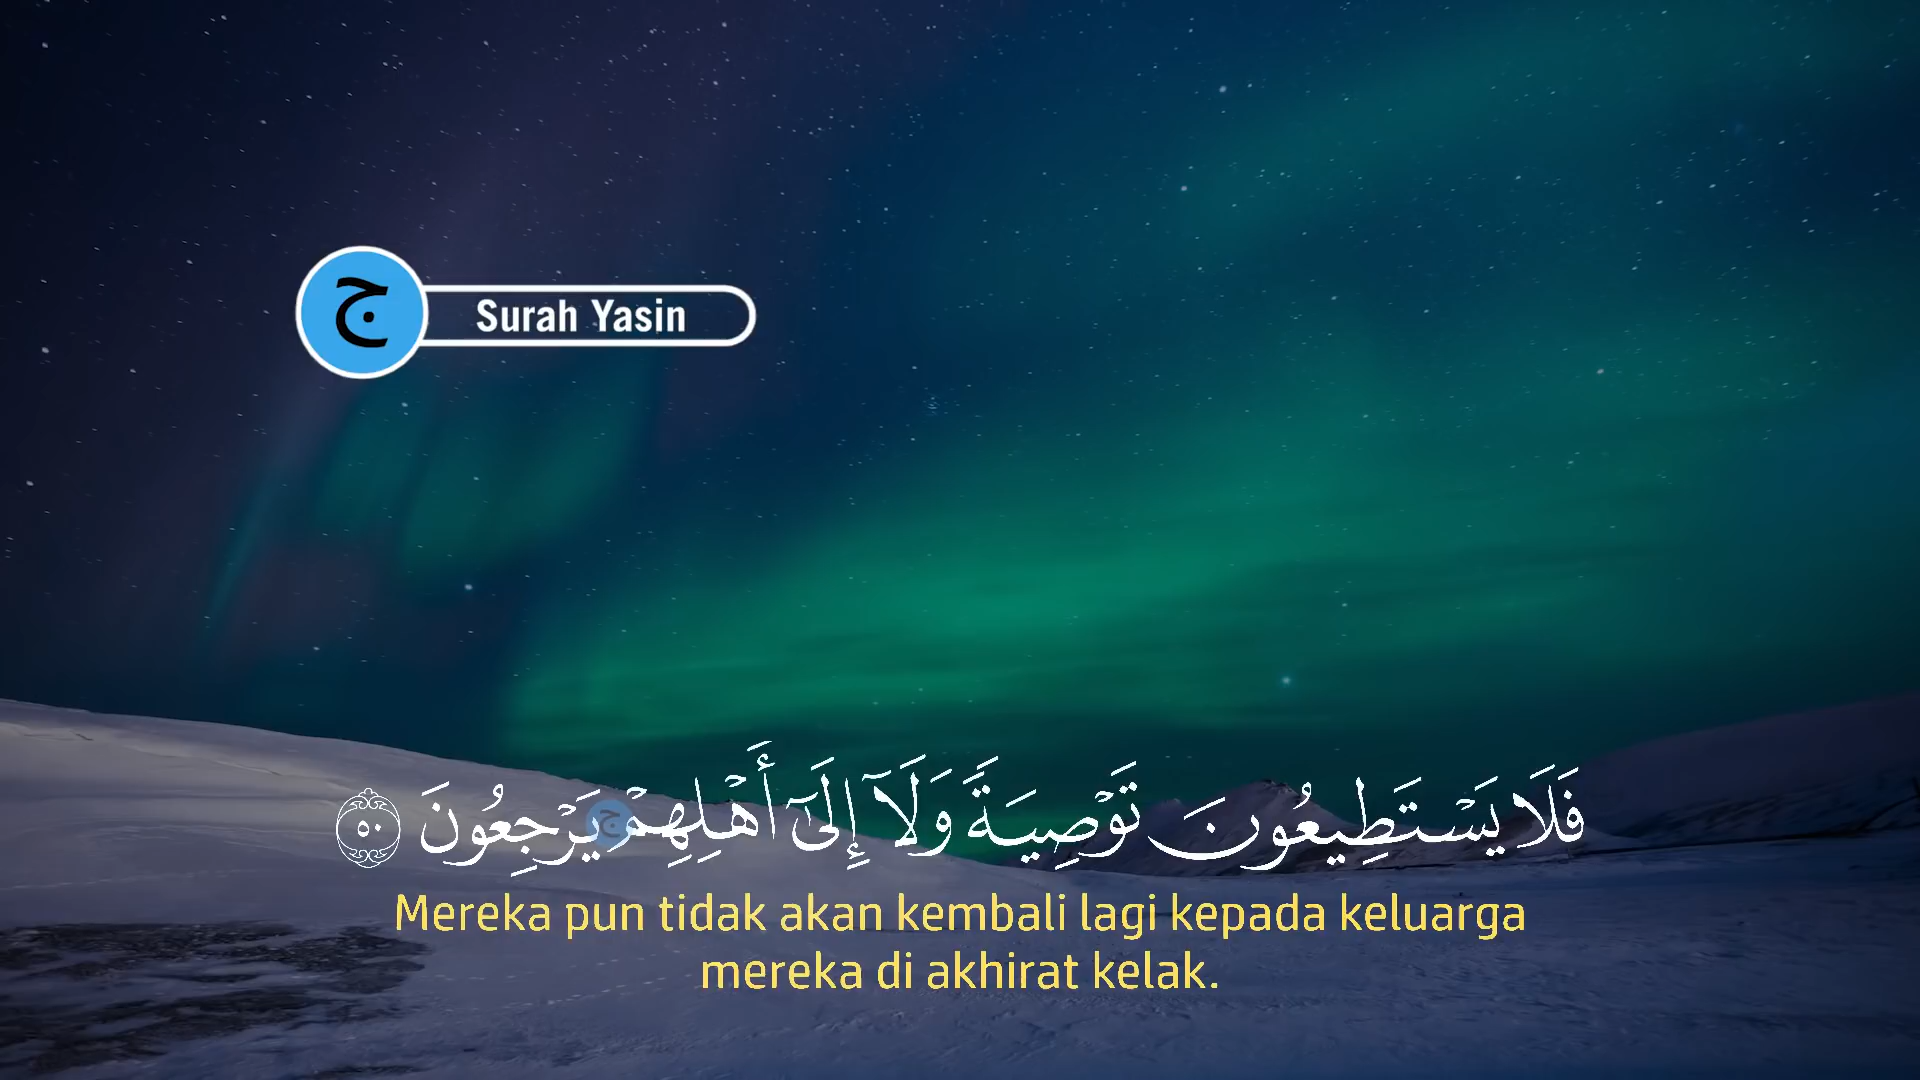 ج
Surah Yasin
فَلَا يَسْتَطِيعُونَ تَوْصِيَةً وَلَآ إِلَىٰٓ أَهْلِهِمْ يَرْجِعُونَ ٥٠
ج
Mereka pun tidak akan kembali lagi kepada keluarga
mereka di akhirat kelak.